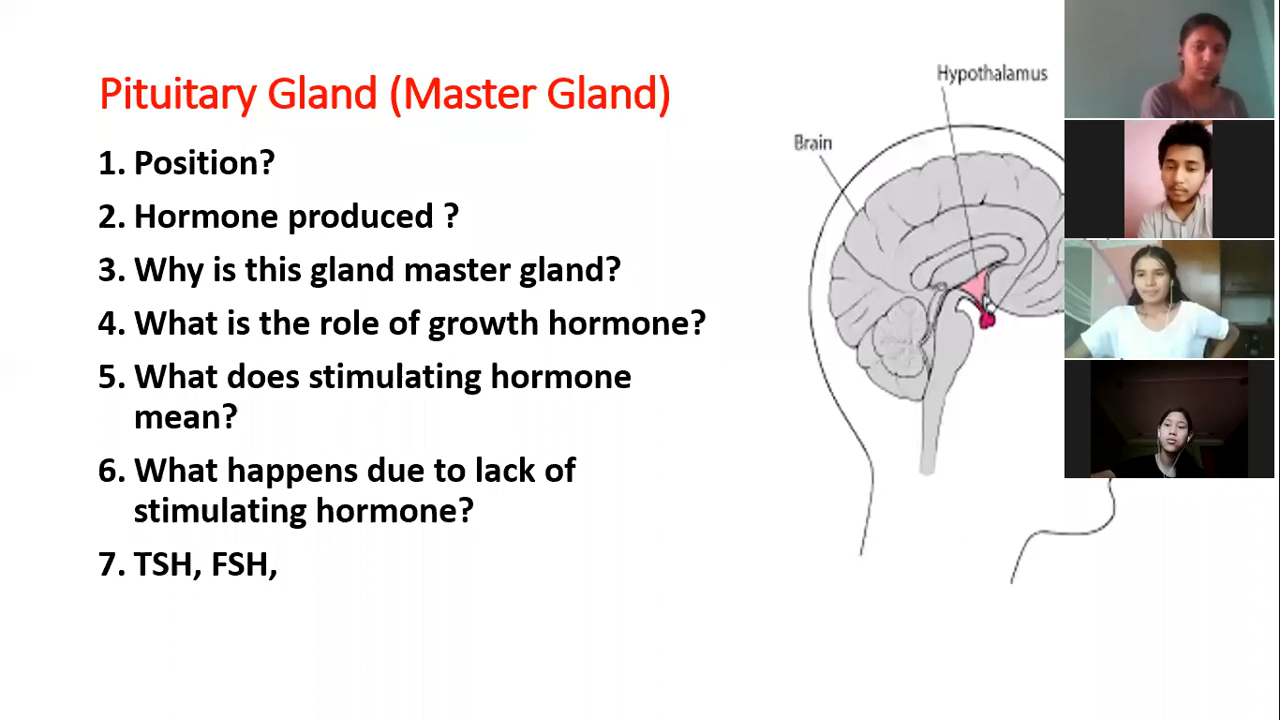 Pituitary Gland (Master Gland)
1. Position?
2. Hormone produced ?
3. Why is this gland master gland?
4. What is the role of growth hormone?
5. What does stimulating hormone
mean?
6. What happens due to lack of
stimulating hormone?
7. TSH, FSH,
Hypothalamus
Brain